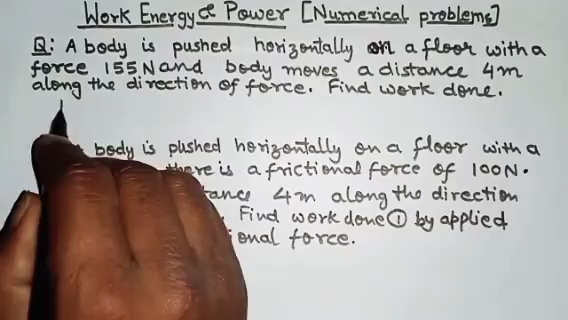 Work Energy & Power [Numerical problems]
Q: A body is pushed horizontally on a floor with a
force 155 N and body moves a distance 4m
along the direction of force. Find work done.
body is pushed horizontally on a floor with a
there is a frictional force of 100N.
4m along the direction
Find work done ① by applied
force.